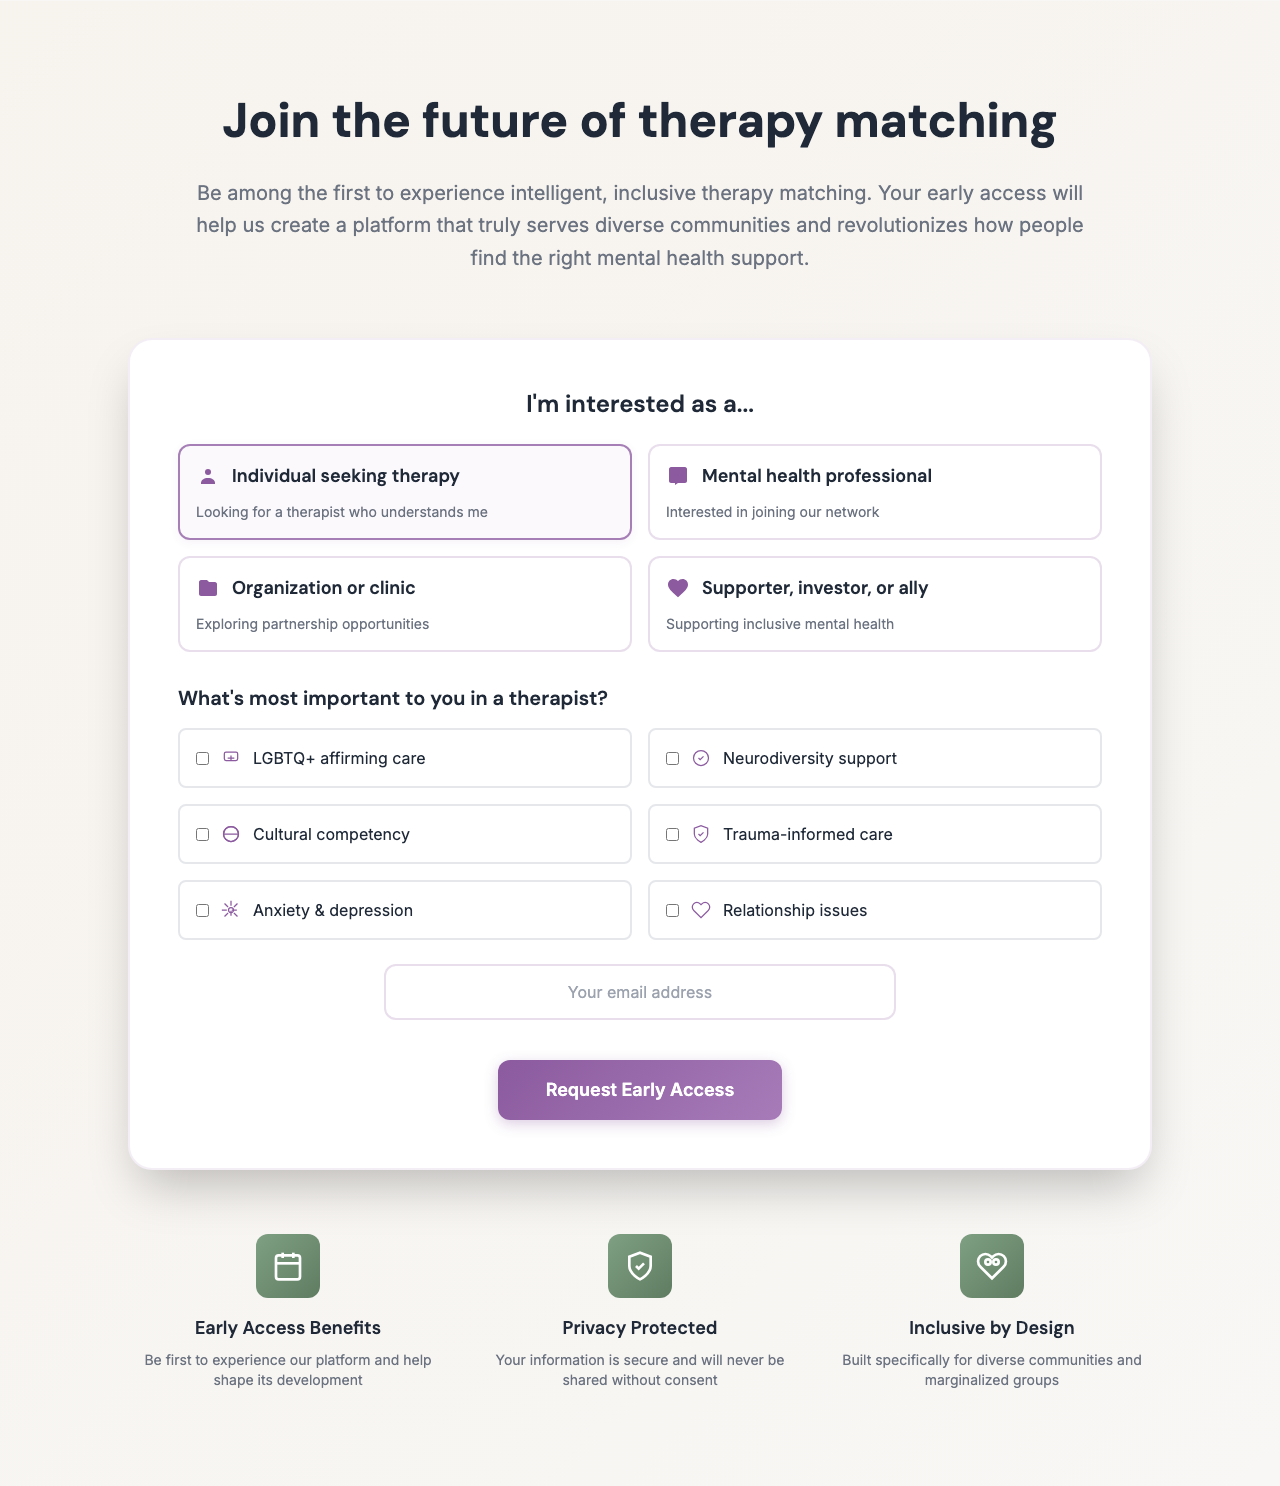 Join the future of therapy matching
Be among the first to experience intelligent, inclusive therapy matching. Your early access will
help us create a platform that truly serves diverse communities and revolutionizes how people
find the right mental health support.
I'm interested as a...
Individual seeking therapy
Looking for a therapist who understands me
Mental health professional
Interested in joining our network
Organization or clinic
Exploring partnership opportunities
Supporter, investor, or ally
Supporting inclusive mental health
What's most important to you in a therapist?
LGBTQ+ affirming care
Neurodiversity support
Cultural competency
Trauma-informed care
Anxiety & depression
Relationship issues
Your email address
Request Early Access
Early Access Benefits
Be first to experience our platform and help
shape its development
Privacy Protected
Your information is secure and will never be
shared without consent
Inclusive by Design
Built specifically for diverse communities and
marginalized groups